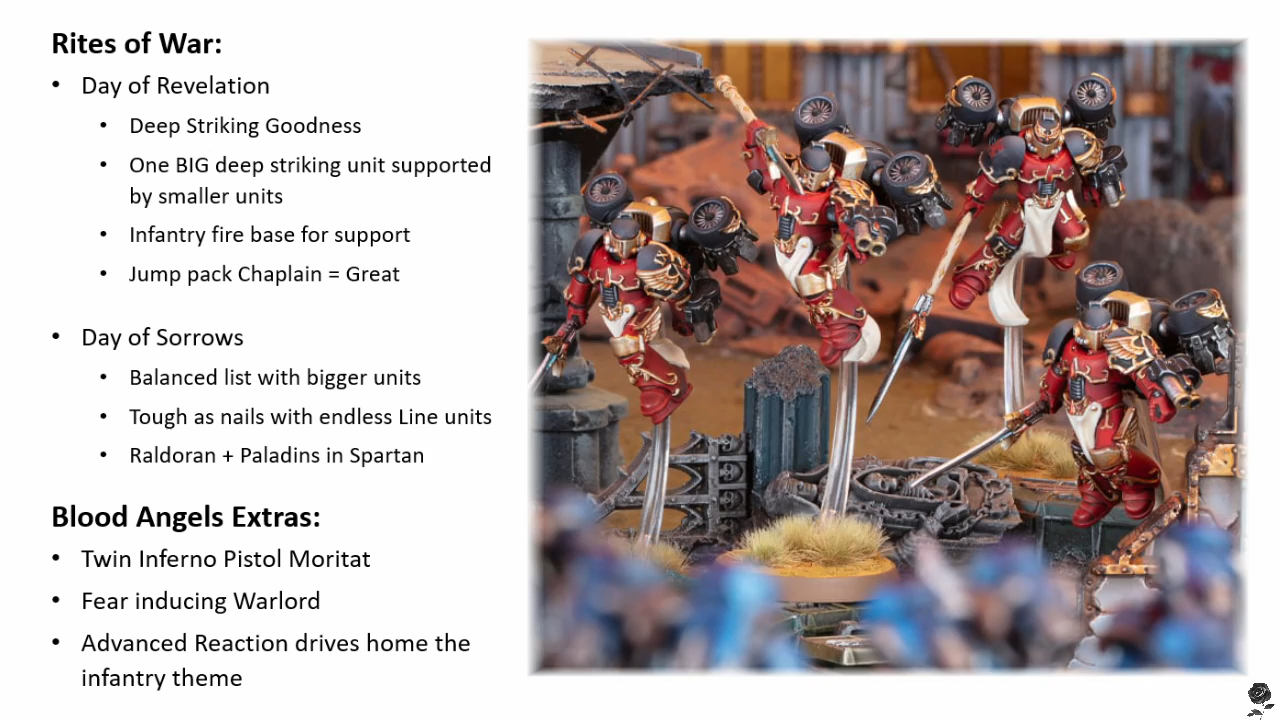 Rites of War:
• Day of Revelation
• Deep Striking Goodness
• One BIG deep striking unit supported
by smaller units
• Infantry fire base for support
• Jump pack Chaplain = Great
• Day of Sorrows
• Balanced list with bigger units
• Tough as nails with endless Line units
• Raldoran + Paladins in Spartan
Blood Angels Extras:
• Twin Inferno Pistol Moritat
• Fear inducing Warlord
• Advanced Reaction drives home the
infantry theme